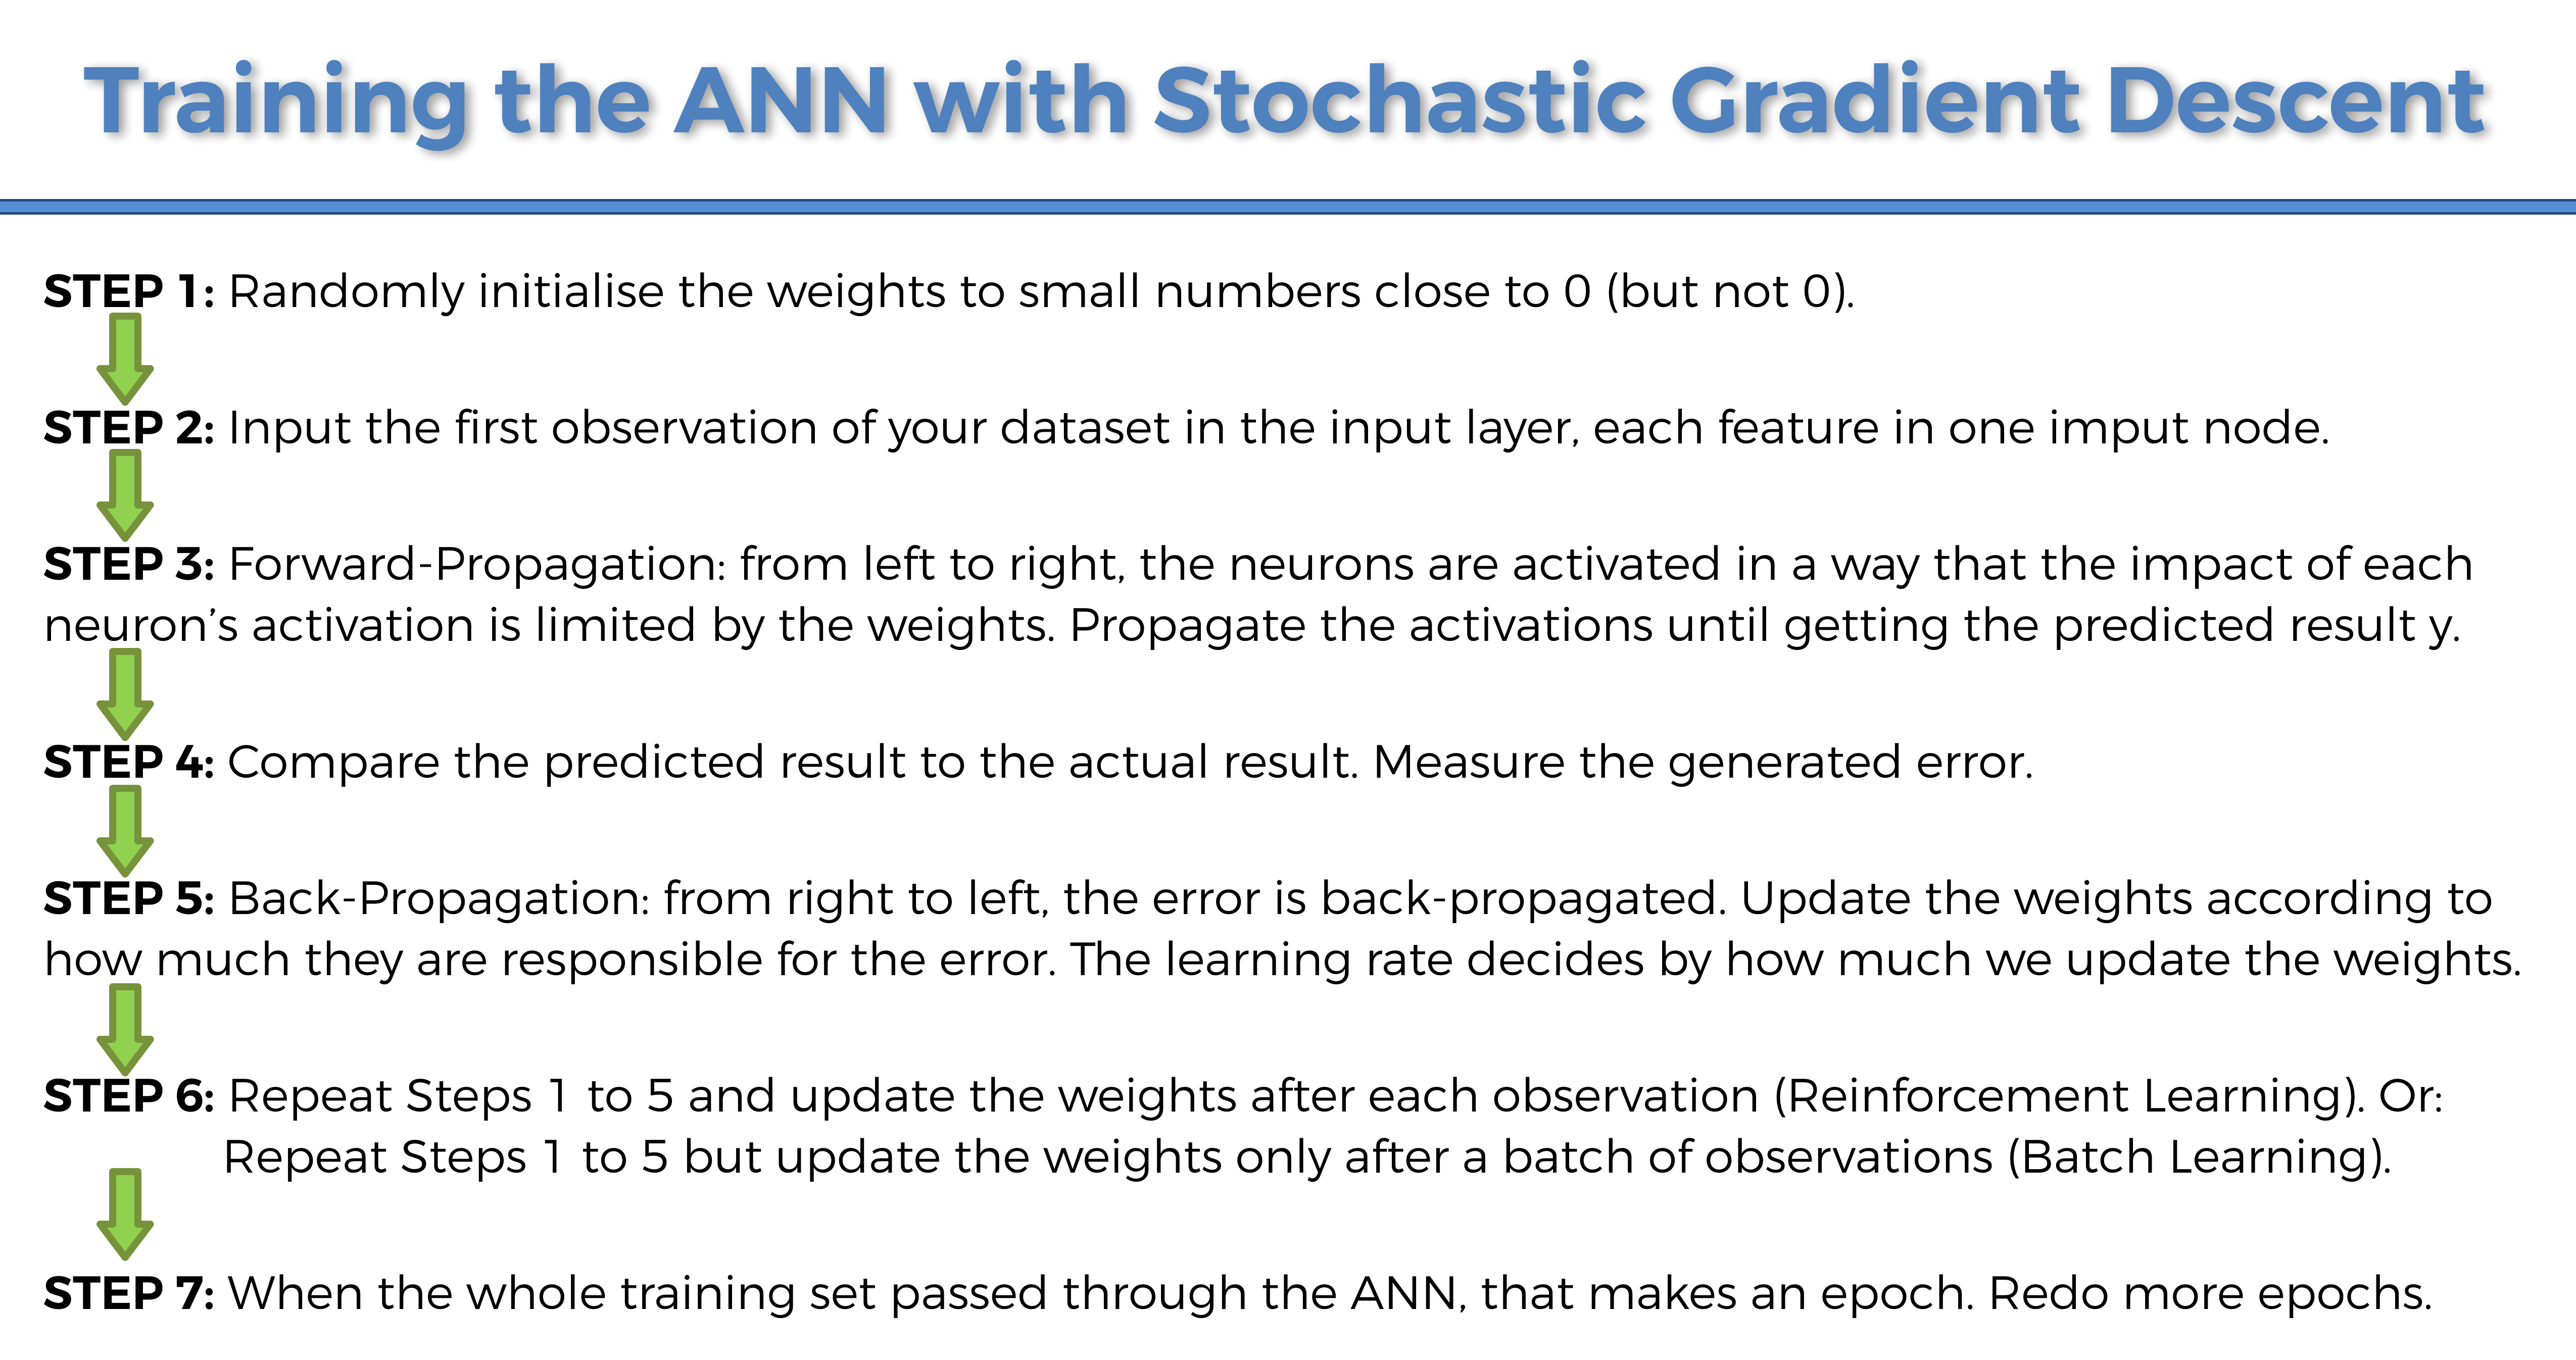 Training the ANN with Stochastic Gradient Descent
STEP 1: Randomly initialise the weights to small numbers close to 0 (but not 0).
STEP 2: Input the first observation of your dataset in the input layer, each feature in one imput node.
STEP 3: Forward-Propagation: from left to right, the neurons are activated in a way that the impact of each
neuron’s activation is limited by the weights. Propagate the activations until getting the predicted result y.
STEP 4: Compare the predicted result to the actual result. Measure the generated error.
STEP 5: Back-Propagation: from right to left, the error is back-propagated. Update the weights according to
how much they are responsible for the error. The learning rate decides by how much we update the weights.
STEP 6: Repeat Steps 1 to 5 and update the weights after each observation (Reinforcement Learning). Or:
Repeat Steps 1 to 5 but update the weights only after a batch of observations (Batch Learning).
STEP 7: When the whole training set passed through the ANN, that makes an epoch. Redo more epochs.